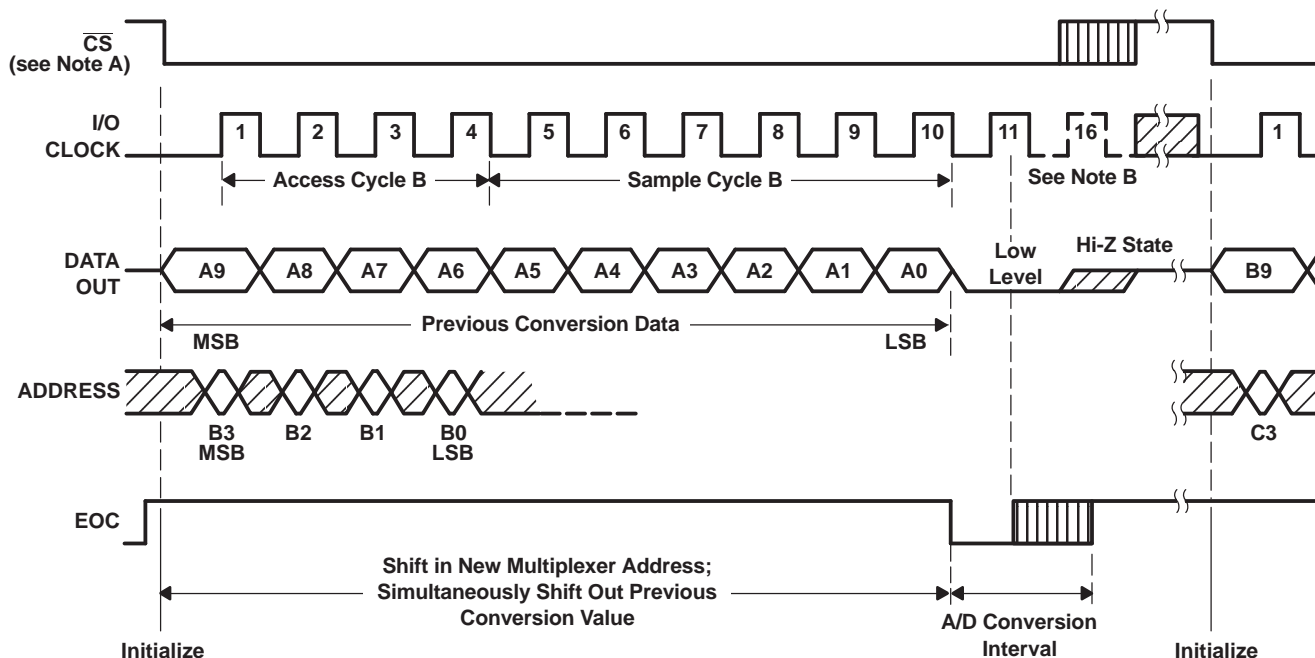 CS
(see Note A)
I/O
CLOCK
1 2 3 4 5 6 7 8 9 10 11 16 1
Access Cycle B
Sample Cycle B
See Note B
DATA
OUT
A9 A8 A7 A6 A5 A4 A3 A2 A1 A0
Low
Level
Hi-Z State
B9
Previous Conversion Data
MSB
LSB
ADDRESS
B3
MSB
B2
B1
B0
LSB
C3
EOC
Shift in New Multiplexer Address;
Simultaneously Shift Out Previous
Conversion Value
A/D Conversion
Interval
Initialize
Initialize